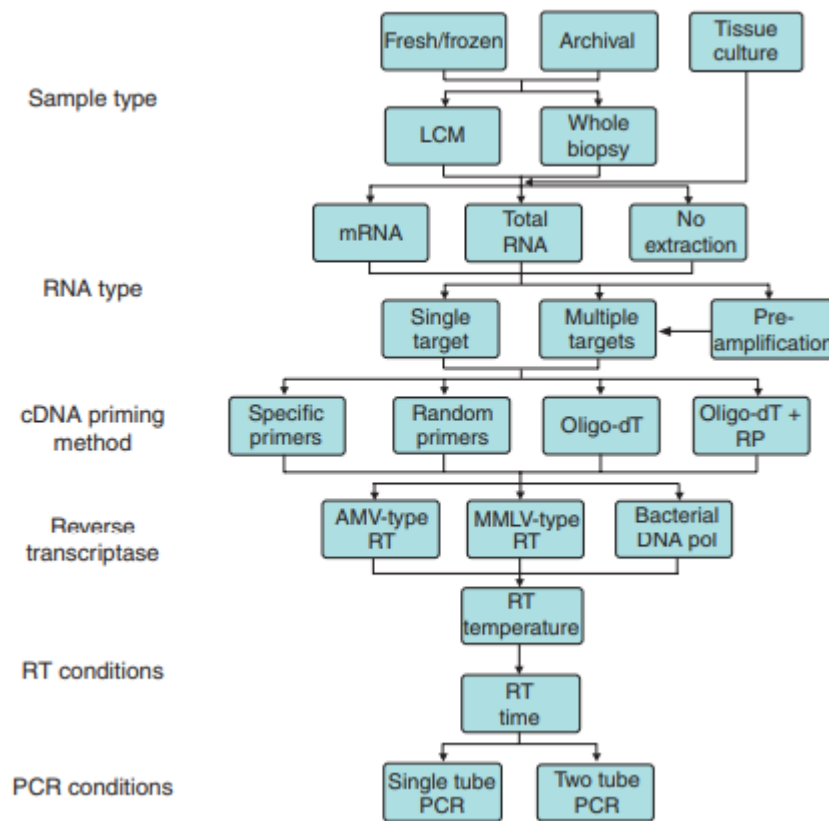 Fresh/frozen
Archival
Tissue
culture
Sample type
LCM
Whole
biopsy
mRNA
Total
RNA
No
extraction
RNA type
Single
target
Multiple
targets
Pre-
amplification
cDNA priming
method
Specific
primers
Random
primers
Oligo-dT
Oligo-dT +
RP
Reverse
transcriptase
AMV-type
RT
MMLV-type
RT
Bacterial
DNA pol
RT
temperature
RT conditions
RT
time
PCR conditions
Single tube
PCR
Two tube
PCR